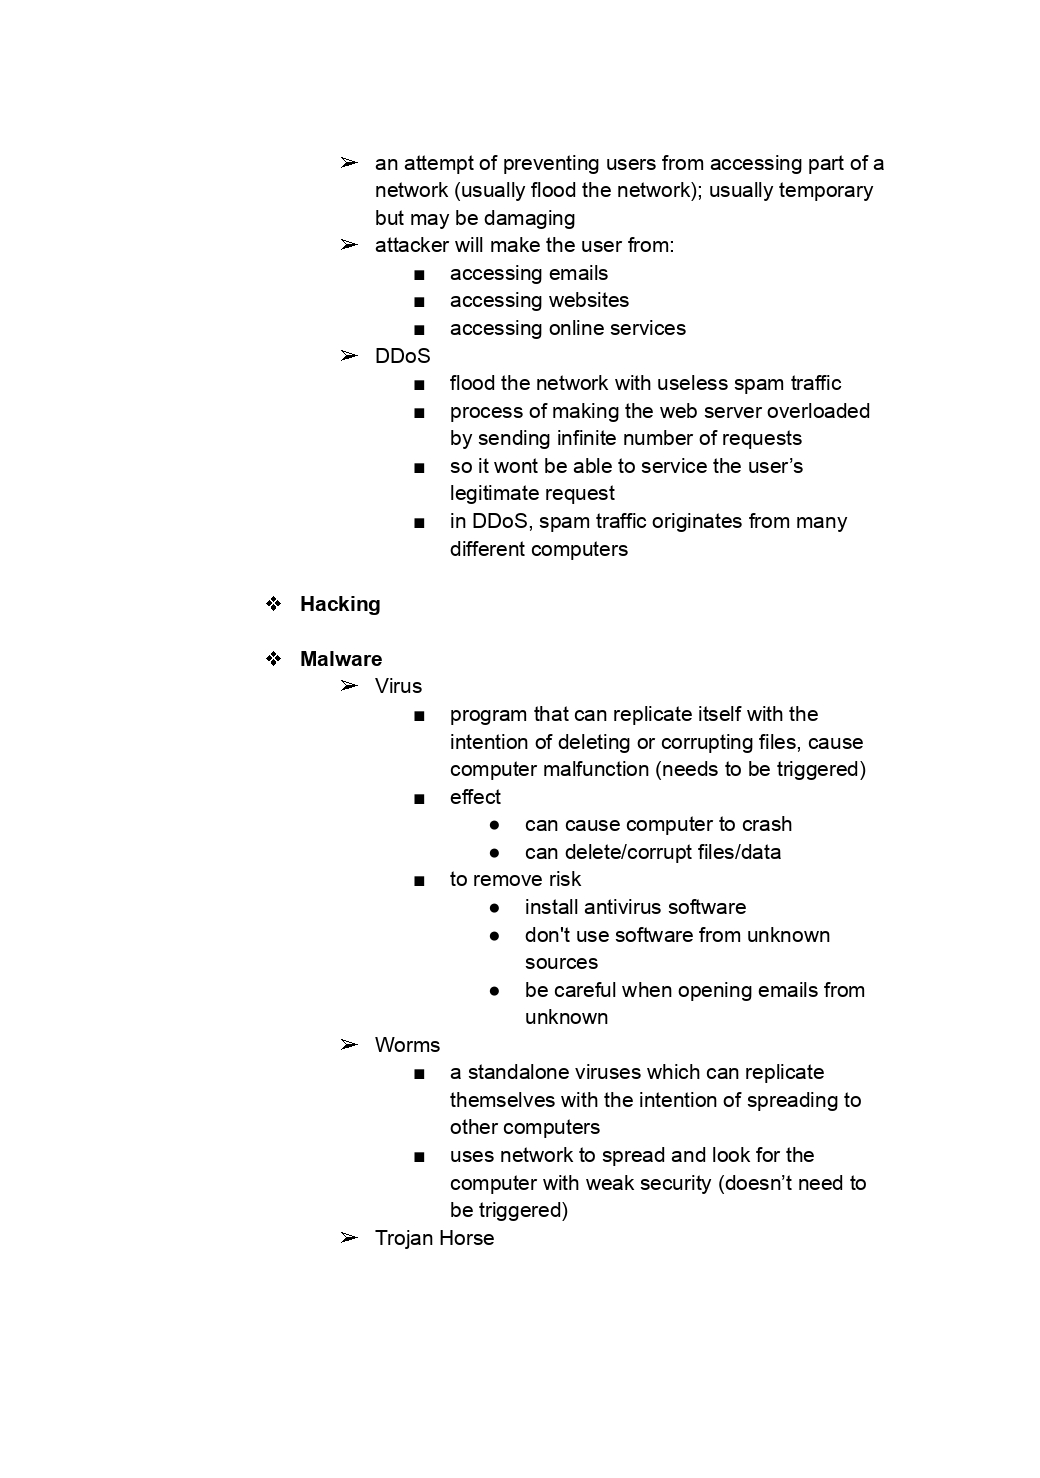 ➢ an attempt of preventing users from accessing part of a
network (usually flood the network); usually temporary
but may be damaging
➢ attacker will make the user from:
■ accessing emails
■ accessing websites
■ accessing online services
➢ DDoS
■ flood the network with useless spam traffic
■ process of making the web server overloaded
by sending infinite number of requests
■ so it wont be able to service the user’s
legitimate request
■ in DDoS, spam traffic originates from many
different computers
❖ Hacking
❖ Malware
➢ Virus
■ program that can replicate itself with the
intention of deleting or corrupting files, cause
computer malfunction (needs to be triggered)
■ effect
● can cause computer to crash
● can delete/corrupt files/data
■ to remove risk
● install antivirus software
● don't use software from unknown
sources
● be careful when opening emails from
unknown
➢ Worms
■ a standalone viruses which can replicate
themselves with the intention of spreading to
other computers
■ uses network to spread and look for the
computer with weak security (doesn’t need to
be triggered)
➢ Trojan Horse